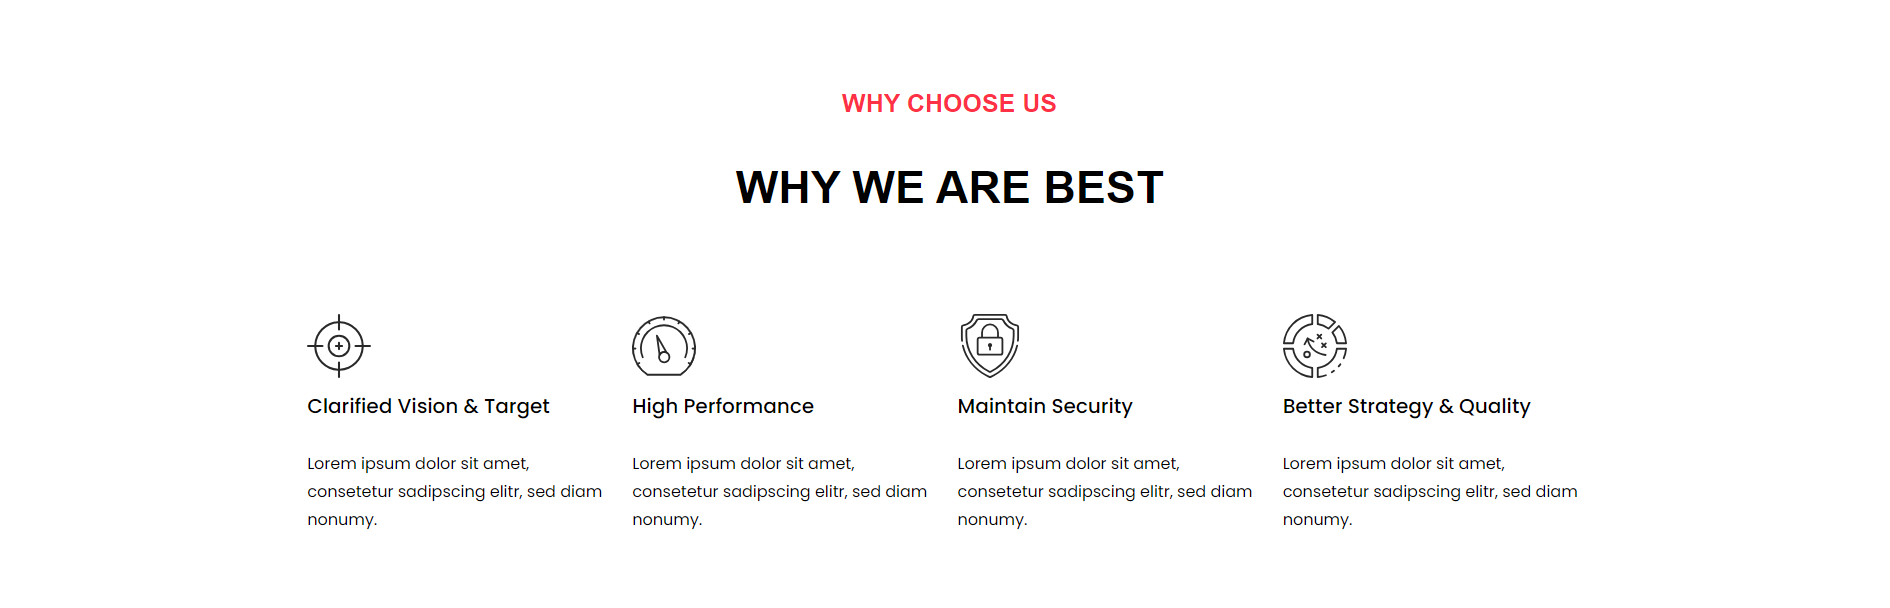 WHY CHOOSE US
WHY WE ARE BEST
Clarified Vision & Target
Lorem ipsum dolor sit amet,
consetetur sadipscing elitr, sed diam
nonumy.
High Performance
Lorem ipsum dolor sit amet,
consetetur sadipscing elitr, sed diam
nonumy.
Maintain Security
Lorem ipsum dolor sit amet,
consetetur sadipscing elitr, sed diam
nonumy.
Better Strategy & Quality
Lorem ipsum dolor sit amet,
consetetur sadipscing elitr, sed diam
nonumy.